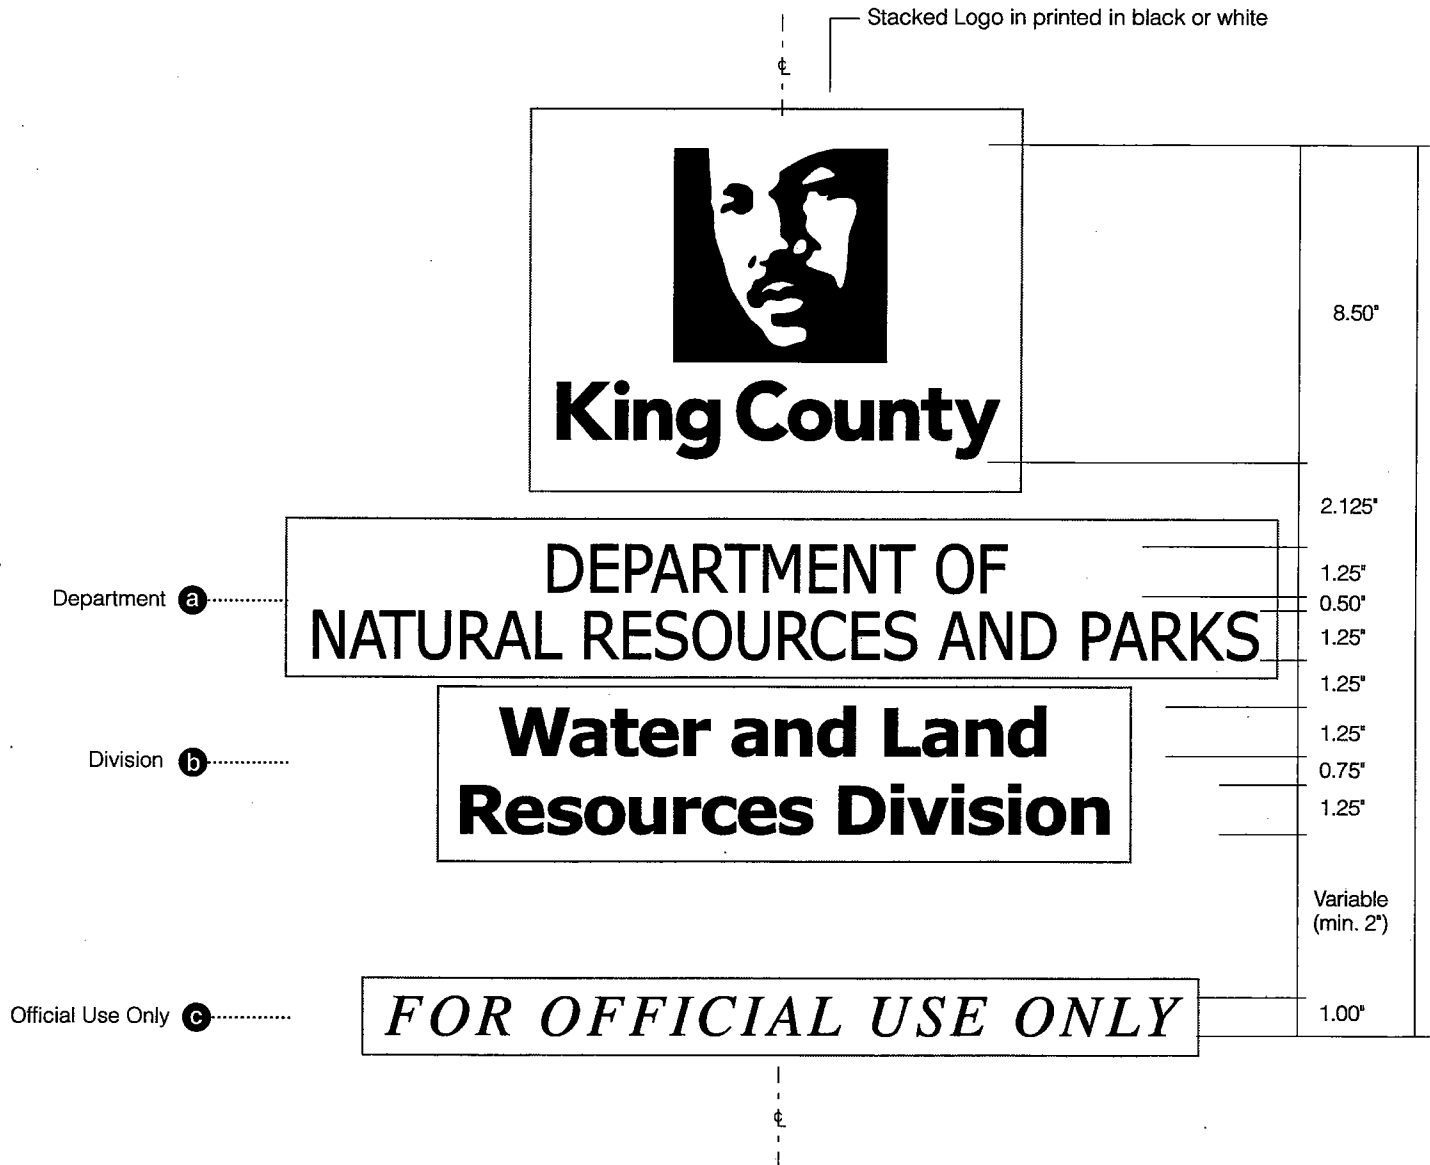 Stacked Logo in printed in black or white
℄
King County
8.50"
2.125"
DEPARTMENT OF
1.25"
Department a
0.50"
NATURAL RESOURCES AND PARKS
1.25"
1.25"
Water and Land
1.25"
Division b
0.75"
Resources Division
1.25"
Variable
(min. 2")
Official Use Only c
FOR OFFICIAL USE ONLY
1.00"
℄